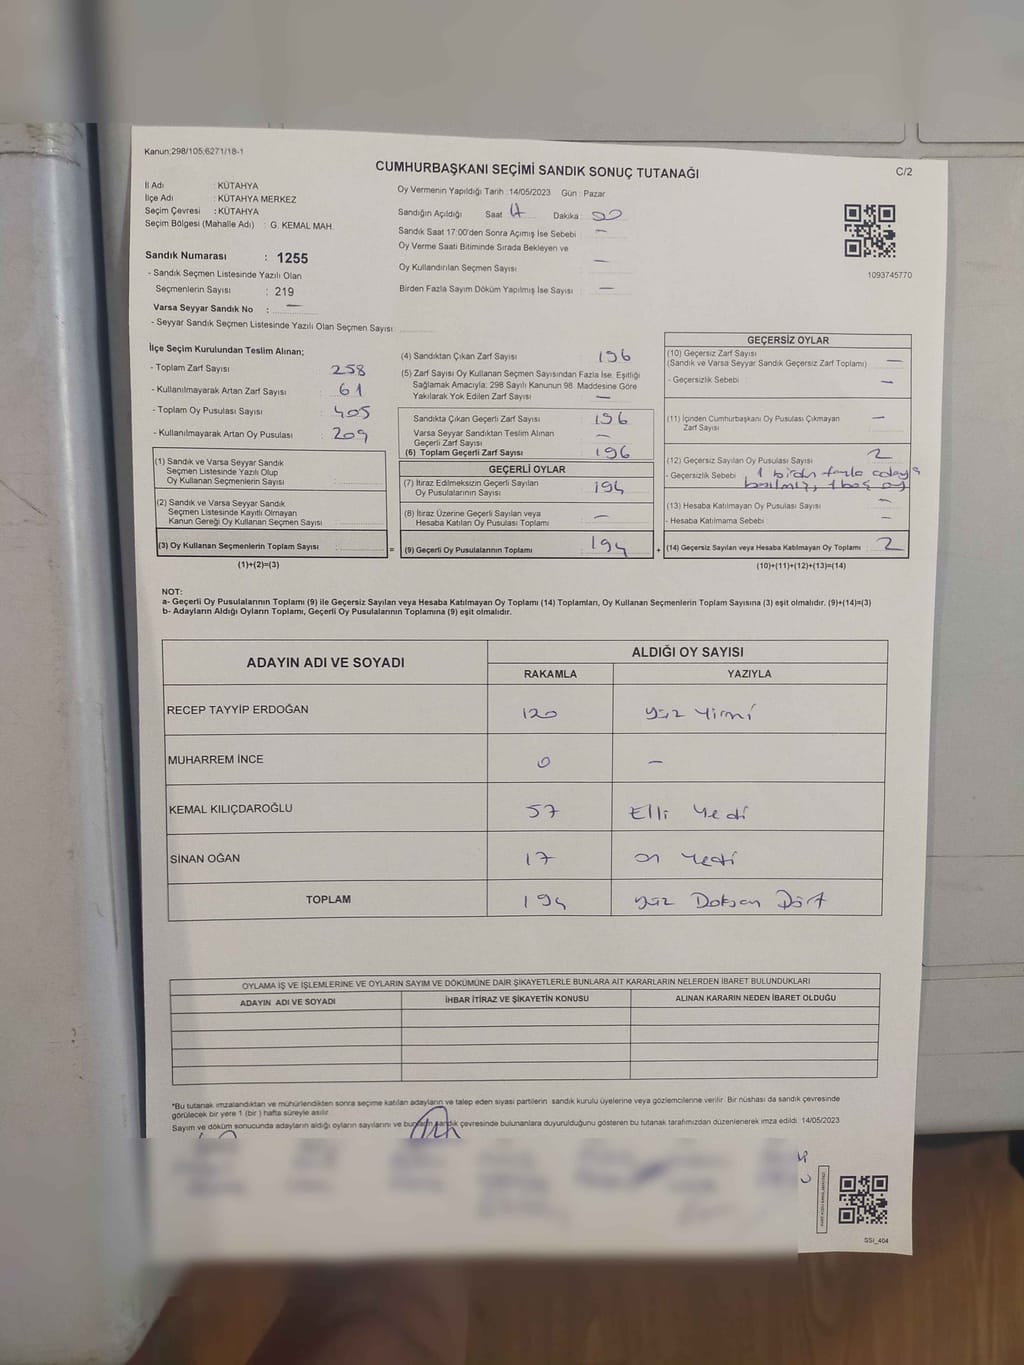 Kanun:298/105;6271/18-1
CUMHURBAŞKANI SEÇİMİ SANDIK SONUÇ TUTANAĞI
C/2
İl Adı : KÜTAHYA
İlçe Adı : KÜTAHYA MERKEZ
Seçim Çevresi : KÜTAHYA
Seçim Bölgesi (Mahalle Adı) : G. KEMAL MAH.
Sandık Numarası : 1255
- Sandık Seçmen Listesinde Yazılı Olan
Seçmenlerin Sayısı : 219
Varsa Seyyar Sandık No : —
- Seyyar Sandık Seçmen Listesinde Yazılı Olan Seçmen Sayısı :
Oy Vermenin Yapıldığı Tarih : 14/05/2023 Gün : Pazar
Sandığın Açıldığı Saat 17 Dakika : 00
Sandık Saat 17:00'den Sonra Açımış İse Sebebi : —
Oy Verme Saati Bitiminde Sırada Bekleyen ve
Oy Kullandırılan Seçmen Sayısı : —
Birden Fazla Sayım Döküm Yapılmış İse Sayısı : —
1093745770
İlçe Seçim Kurulundan Teslim Alınan;
- Toplam Zarf Sayısı : 258
- Kullanılmayarak Artan Zarf Sayısı : 61
- Toplam Oy Pusulası Sayısı : 405
- Kullanılmayarak Artan Oy Pusulası : 209
(1) Sandık ve Varsa Seyyar Sandık
Seçmen Listesinde Yazılı Olup
Oy Kullanan Seçmenlerin Sayısı :
(2) Sandık ve Varsa Seyyar Sandık
Seçmen Listesinde Kayıtlı Olmayan
Kanun Gereği Oy Kullanan Seçmen Sayısı :
(3) Oy Kullanan Seçmenlerin Toplam Sayısı :
(1)+(2)=(3)
(4) Sandıktan Çıkan Zarf Sayısı : 196
(5) Zarf Sayısı Oy Kullanan Seçmen Sayısından Fazla İse, Eşitliği
Sağlamak Amacıyla; 298 Sayılı Kanunun 98. Maddesine Göre
Yakılarak Yok Edilen Zarf Sayısı : —
Sandıkta Çıkan Geçerli Zarf Sayısı : 196
Varsa Seyyar Sandıktan Teslim Alınan
Geçerli Zarf Sayısı : —
(6) Toplam Geçerli Zarf Sayısı : 196
GEÇERLİ OYLAR
(7) İtiraz Edilmeksizin Geçerli Sayılan
Oy Pusulalarının Sayısı : 194
(8) İtiraz Üzerine Geçerli Sayılan veya
Hesaba Katılan Oy Pusulası Toplamı : —
= (9) Geçerli Oy Pusulalarının Toplamı : 194
GEÇERSİZ OYLAR
(10) Geçersiz Zarf Sayısı
(Sandık ve Varsa Seyyar Sandık Geçersiz Zarf Toplamı) : —
- Geçersizlik Sebebi : —
(11) İçinden Cumhurbaşkanı Oy Pusulası Çıkmayan
Zarf Sayısı : —
(12) Geçersiz Sayılan Oy Pusulası Sayısı : 2
- Geçersizlik Sebebi : 1 birden fazla adaya
basılmış, 1 boş oy
(13) Hesaba Katılmayan Oy Pusulası Sayısı : —
- Hesaba Katılmama Sebebi : —
+ (14) Geçersiz Sayılan veya Hesaba Katılmayan Oy Toplamı : 2
(10)+(11)+(12)+(13)=(14)
NOT:
a- Geçerli Oy Pusulalarının Toplamı (9) ile Geçersiz Sayılan veya Hesaba Katılmayan Oy Toplamı (14) Toplamları, Oy Kullanan Seçmenlerin Toplam Sayısına (3) eşit olmalıdır. (9)+(14)=(3)
b- Adayların Aldığı Oyların Toplamı, Geçerli Oy Pusulalarının Toplamına (9) eşit olmalıdır.
ADAYIN ADI VE SOYADI
ALDIĞI OY SAYISI
RAKAMLA YAZIYLA
RECEP TAYYİP ERDOĞAN 120 yüz yirmi
MUHARREM İNCE 0 —
KEMAL KILIÇDAROĞLU 57 Elli Yedi
SİNAN OĞAN 17 on Yedi
TOPLAM 194 yüz Doksan Dört
OYLAMA İŞ VE İŞLEMLERİNE VE OYLARIN SAYIM VE DÖKÜMÜNE DAİR ŞİKAYETLERLE BUNLARA AİT KARARLARIN NELERDEN İBARET BULUNDUKLARI
ADAYIN ADI VE SOYADI İHBAR İTİRAZ VE ŞİKAYETİN KONUSU ALINAN KARARIN NEDEN İBARET OLDUĞU
*Bu tutanak imzalandıktan ve mühürlendikten sonra seçime katılan adayların ve talep eden siyasi partilerin sandık kurulu üyelerine veya gözlemcilerine verilir. Bir nüshası da sandık çevresinde
görülecek bir yere 1 (bir) hafta süreyle asılır.
Sayım ve döküm sonucunda adayların aldığı oyların sayılarını ve bunların sandık çevresinde bulunanlara duyurulduğunu gösteren bu tutanak tarafımızdan düzenlenerek imza edildi. 14/05/2023
SSI_404